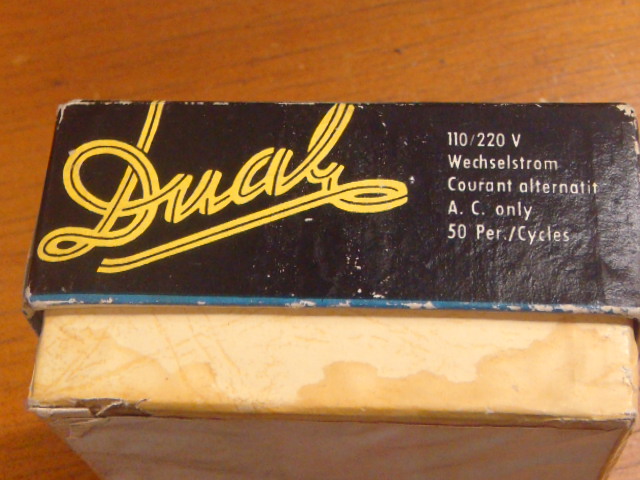 Dual
110/220 V
Wechselstrom
Courant alternatif
A. C. only
50 Per./Cycles